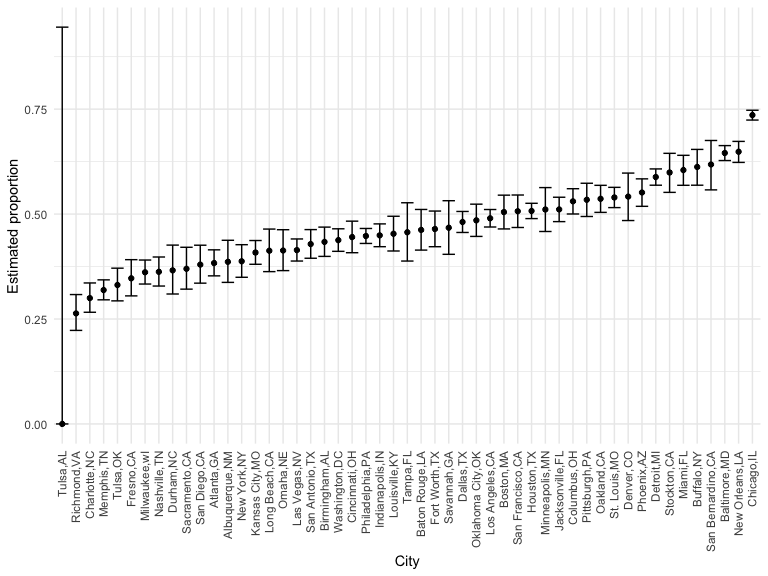 Estimated proportion
0.75
0.50
0.25
0.00
Tulsa,AL
Richmond,VA
Charlotte,NC
Memphis,TN
Tulsa,OK
Fresno,CA
Milwaukee,wI
Nashville,TN
Durham,NC
Sacramento,CA
San Diego,CA
Atlanta,GA
Albuquerque,NM
New York,NY
Kansas City,MO
Long Beach,CA
Omaha,NE
Las Vegas,NV
San Antonio,TX
Birmingham,AL
Washington,DC
Cincinnati,OH
Philadelphia,PA
Indianapolis,IN
Louisville,KY
Tampa,FL
Baton Rouge,LA
Fort Worth,TX
Savannah,GA
Dallas,TX
Oklahoma City,OK
Los Angeles,CA
Boston,MA
San Francisco,CA
Houston,TX
Minneapolis,MN
Jacksonville,FL
Columbus,OH
Pittsburgh,PA
Oakland,CA
St. Louis,MO
Denver,CO
Phoenix,AZ
Detroit,MI
Stockton,CA
Miami,FL
Buffalo,NY
San Bernardino,CA
Baltimore,MD
New Orleans,LA
Chicago,IL
City